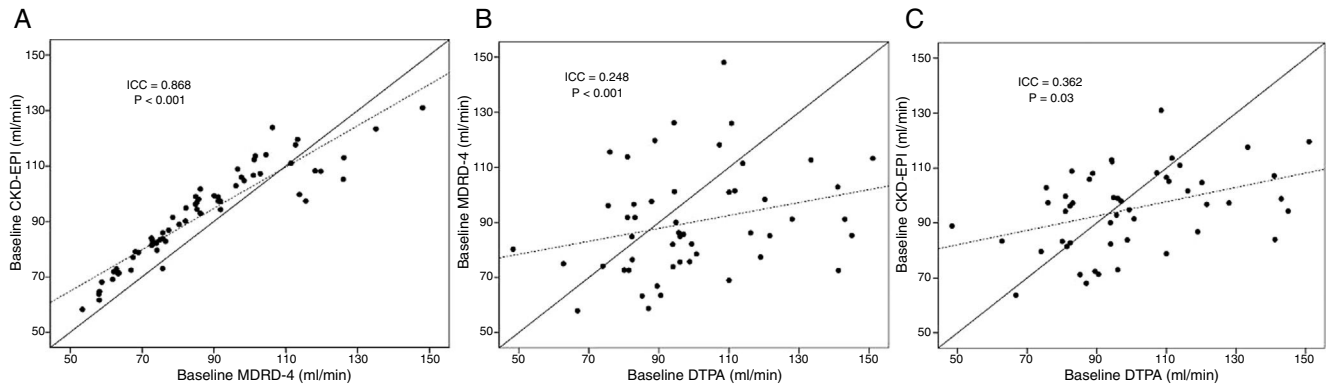 A
150
130
110
90
70
50
Baseline CKD-EPI (ml/min)
ICC = 0.868
P < 0.001
50
70
90
110
130
150
Baseline MDRD-4 (ml/min)
B
150
130
110
90
70
50
Baseline MDRD-4 (ml/min)
ICC = 0.248
P < 0.001
50
70
90
110
130
150
Baseline DTPA (ml/min)
C
150
130
110
90
70
50
Baseline CKD-EPI (ml/min)
ICC = 0.362
P = 0.03
50
70
90
110
130
150
Baseline DTPA (ml/min)